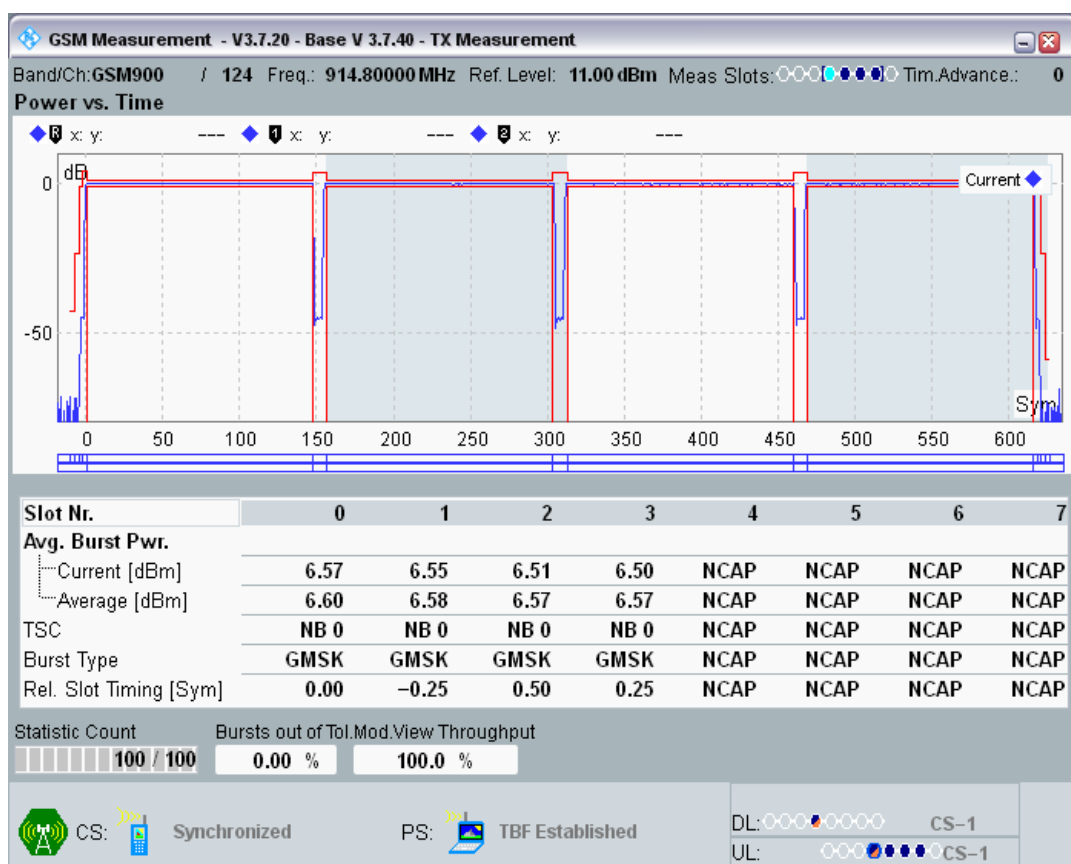 GSM Measurement - V3.7.20 - Base V 3.7.40 - TX Measurement
Band/Ch:GSM900 / 124 Freq.: 914.80000 MHz Ref. Level: 11.00 dBm Meas Slots: Tim.Advance.: 0
Power vs. Time
R x: y: --- 1 x: y: --- 2 x: y: ---
dB
Current
0
-50
Sym
0 50 100 150 200 250 300 350 400 450 500 550 600
Slot Nr. 0 1 2 3 4 5 6 7
Avg. Burst Pwr.
Current [dBm] 6.57 6.55 6.51 6.50 NCAP NCAP NCAP NCAP
Average [dBm] 6.60 6.58 6.57 6.57 NCAP NCAP NCAP NCAP
TSC NB 0 NB 0 NB 0 NB 0 NCAP NCAP NCAP NCAP
Burst Type GMSK GMSK GMSK GMSK NCAP NCAP NCAP NCAP
Rel. Slot Timing [Sym] 0.00 −0.25 0.50 0.25 NCAP NCAP NCAP NCAP
Statistic Count Bursts out of Tol.Mod.View Throughput
100 / 100 0.00 % 100.0 %
CS: Synchronized PS: TBF Established DL: CS−1
UL: CS−1